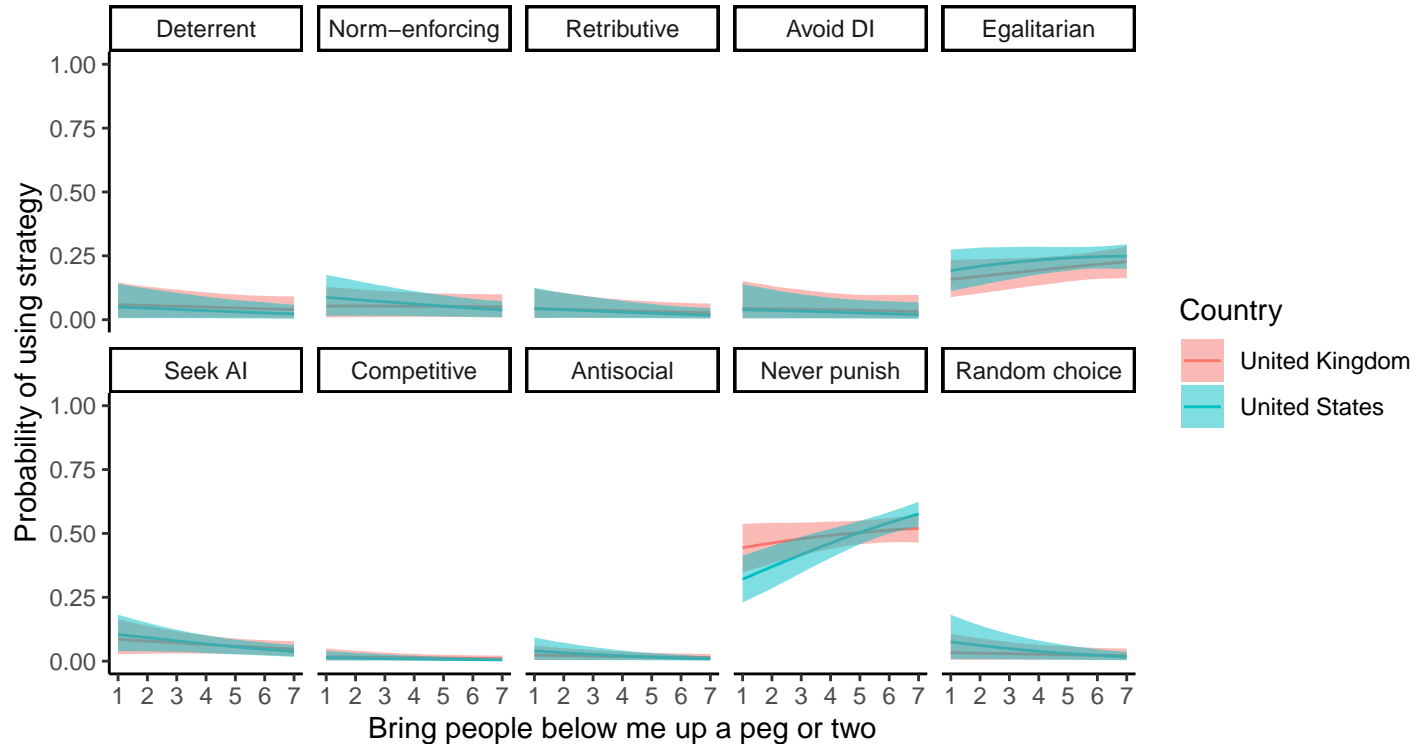 Deterrent Norm−enforcing Retributive Avoid DI Egalitarian
1.00
0.75
0.50
0.25
0.00
Seek AI Competitive Antisocial Never punish Random choice
1.00
0.75
0.50
0.25
0.00
1 2 3 4 5 6 7 1 2 3 4 5 6 7 1 2 3 4 5 6 7 1 2 3 4 5 6 7 1 2 3 4 5 6 7
Bring people below me up a peg or two
Probability of using strategy
Country
United Kingdom
United States